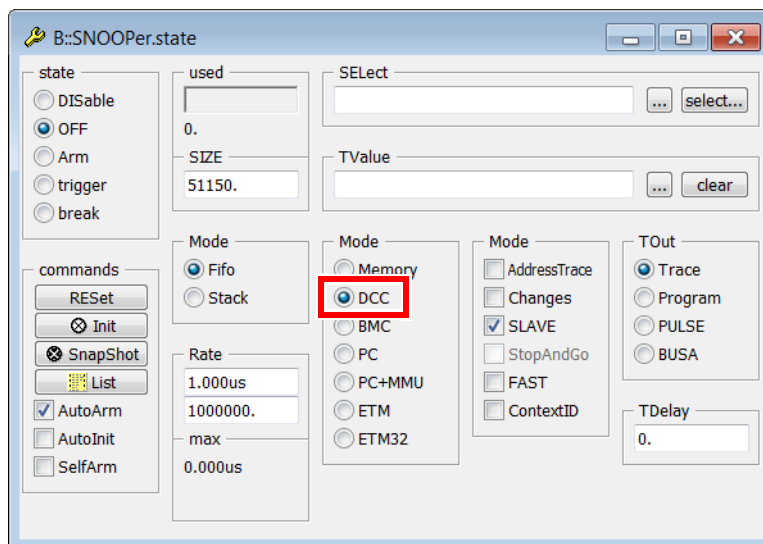 B::SNOOPer.state
state
DISable
OFF
Arm
trigger
break
used
0.
SIZE
51150.
SELect
...
select...
TValue
...
clear
commands
RESet
Init
SnapShot
List
AutoArm
AutoInit
SelfArm
Mode
Fifo
Stack
Rate
1.000us
1000000.
max
0.000us
Mode
Memory
DCC
BMC
PC
PC+MMU
ETM
ETM32
Mode
AddressTrace
Changes
SLAVE
StopAndGo
FAST
ContextID
TOut
Trace
Program
PULSE
BUSA
TDelay
0.